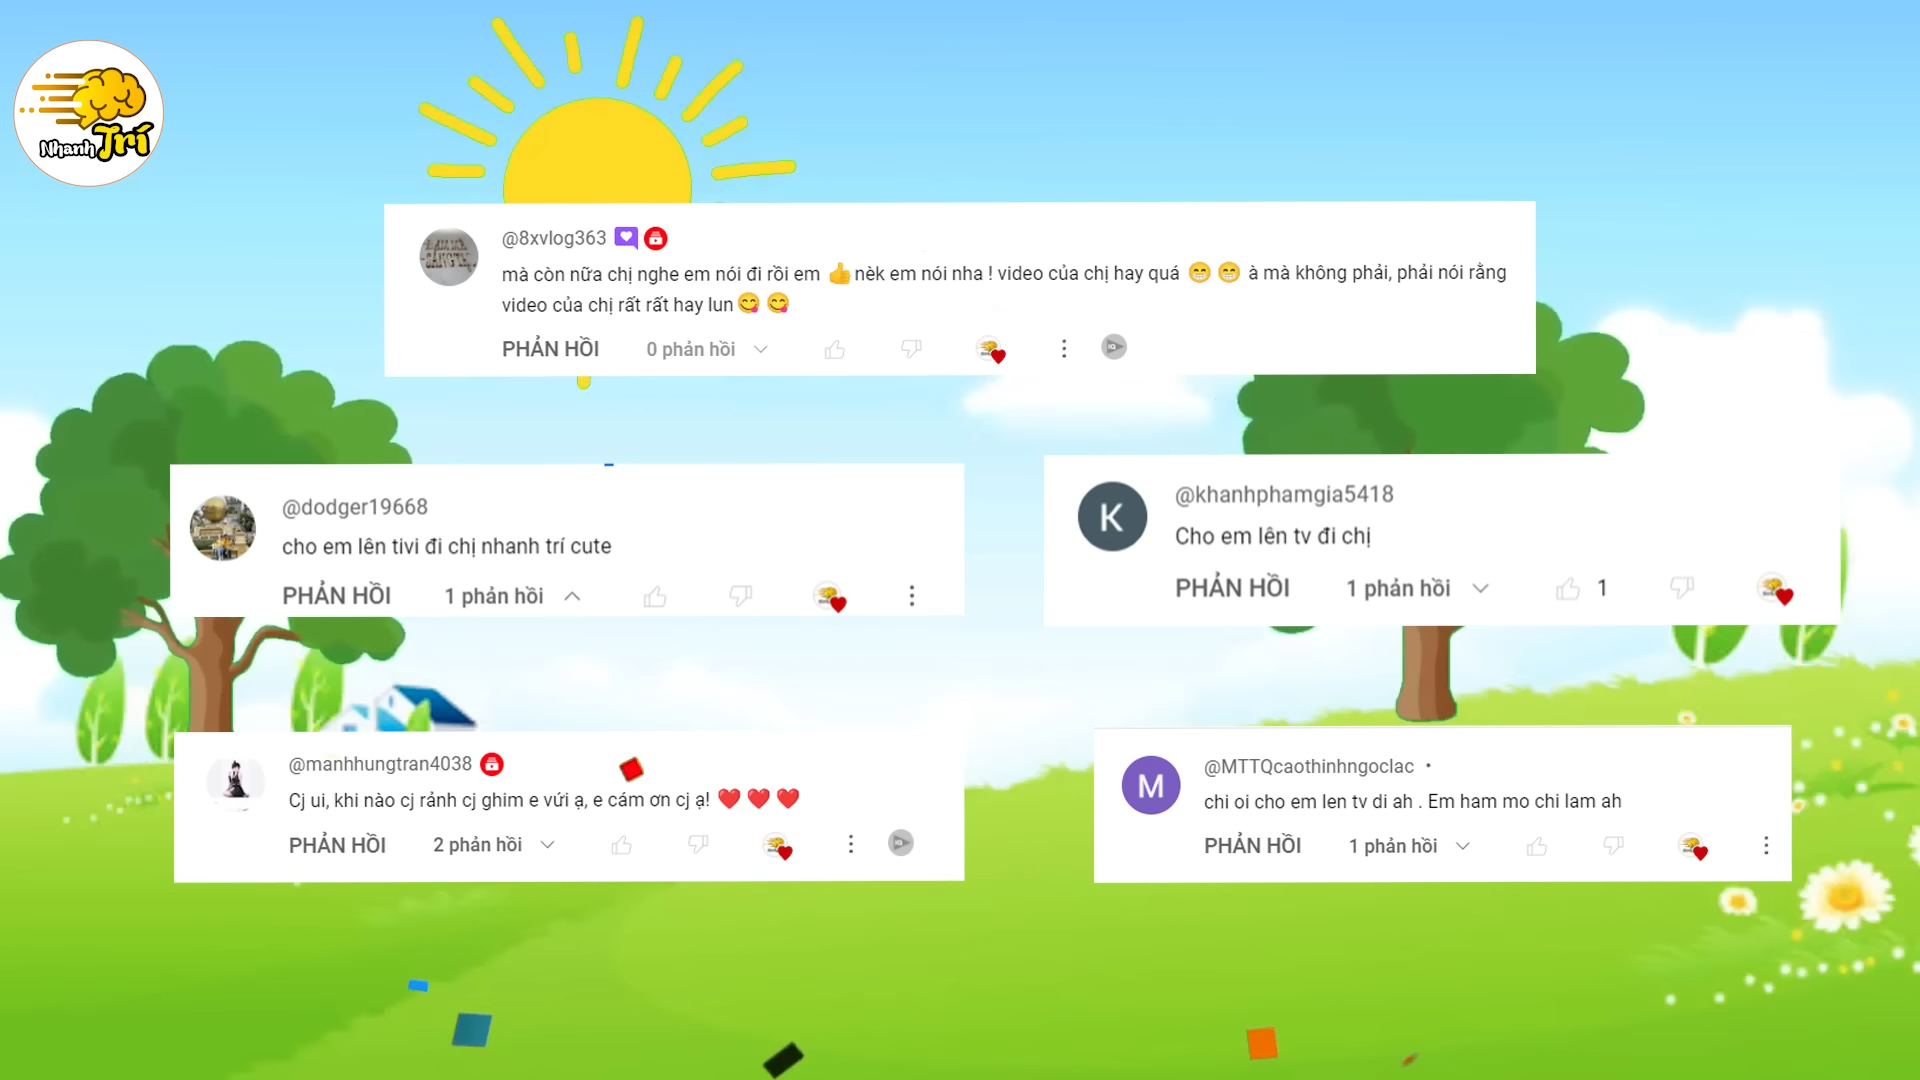 Nhanh Trí
@8xvlog363
mà còn nữa chị nghe em nói đi rồi em 👍 nèk em nói nha ! video của chị hay quá 😁 😁 à mà không phải, phải nói rằng
video của chị rất rất hay lun 😋 😋
PHẢN HỒI 0 phản hồi
@dodger19668
cho em lên tivi đi chị nhanh trí cute
PHẢN HỒI 1 phản hồi
K
@khanhphamgia5418
Cho em lên tv đi chị
PHẢN HỒI 1 phản hồi 1
@manhhungtran4038
Cj ui, khi nào cj rảnh cj ghim e vứi ạ, e cám ơn cj ạ! ❤️ ❤️ ❤️
PHẢN HỒI 2 phản hồi
M
@MTTQcaothinhngoclac •
chi oi cho em len tv di ah . Em ham mo chi lam ah
PHẢN HỒI 1 phản hồi